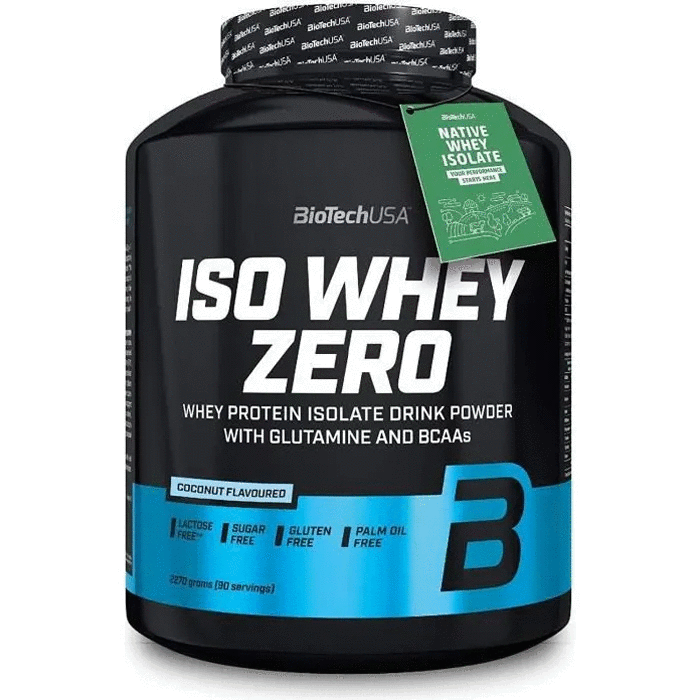 BioTechUSA
NATIVE
WHEY
ISOLATE
YOUR PERFORMANCE
STARTS HERE
BioTechUSA™
ISO WHEY
ZERO
WHEY PROTEIN ISOLATE DRINK POWDER
WITH GLUTAMINE AND BCAAs
COCONUT FLAVOURED
LACTOSE
FREE
SUGAR
FREE
GLUTEN
FREE
PALM OIL
FREE
2270 grams (90 servings)
B